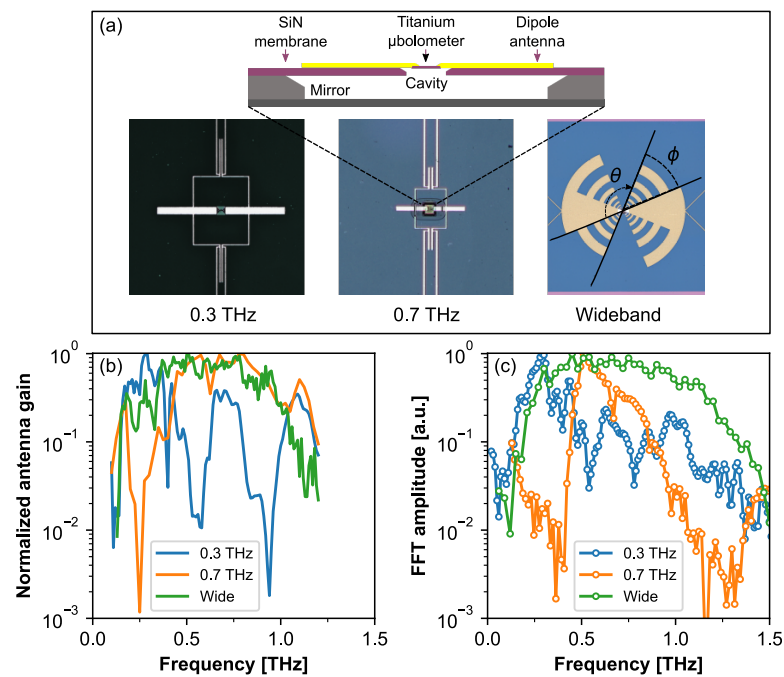 (a)
SiN
membrane
Titanium
µbolometer
Dipole
antenna
Mirror
Cavity
θ
ϕ
0.3 THz
0.7 THz
Wideband
(b)
Normalized antenna gain
10^0
10^-1
10^-2
10^-3
0.3 THz
0.7 THz
Wide
0.0 0.5 1.0 1.5
Frequency [THz]
(c)
FFT amplitude [a.u.]
10^0
10^-1
10^-2
10^-3
0.3 THz
0.7 THz
Wide
0.0 0.5 1.0 1.5
Frequency [THz]